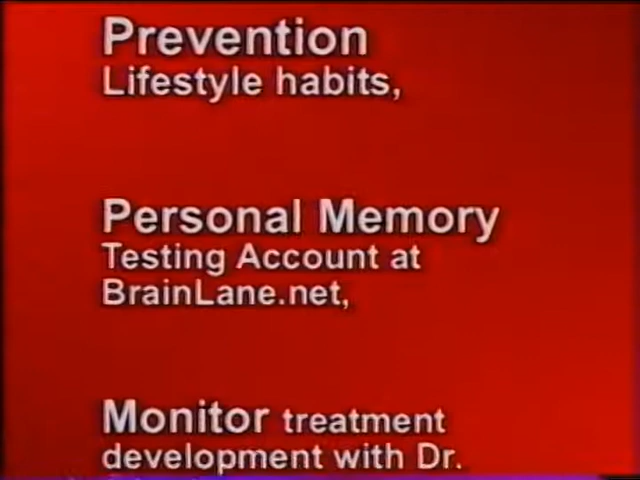 Prevention
Lifestyle habits,
Personal Memory
Testing Account at
BrainLane.net,
Monitor treatment
development with Dr.